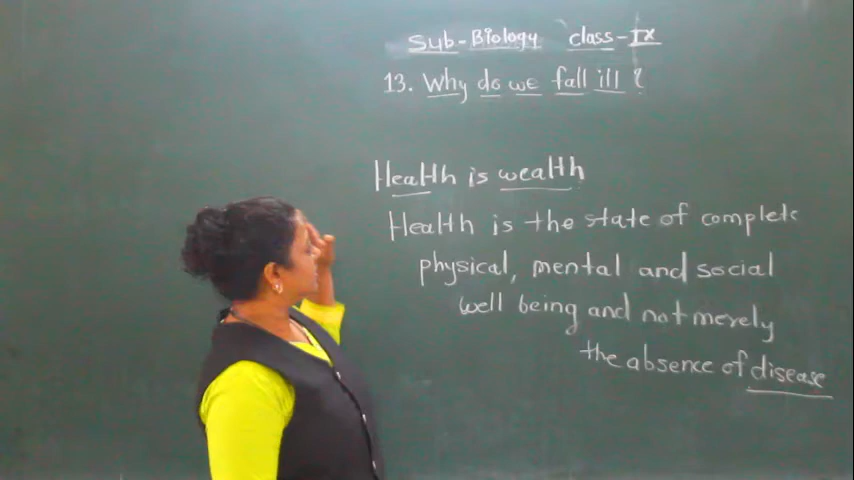 Sub-Biology class-IX
13. Why do we fall ill?
Health is wealth
Health is the state of complete
physical, mental and social
well being and not merely
the absence of disease